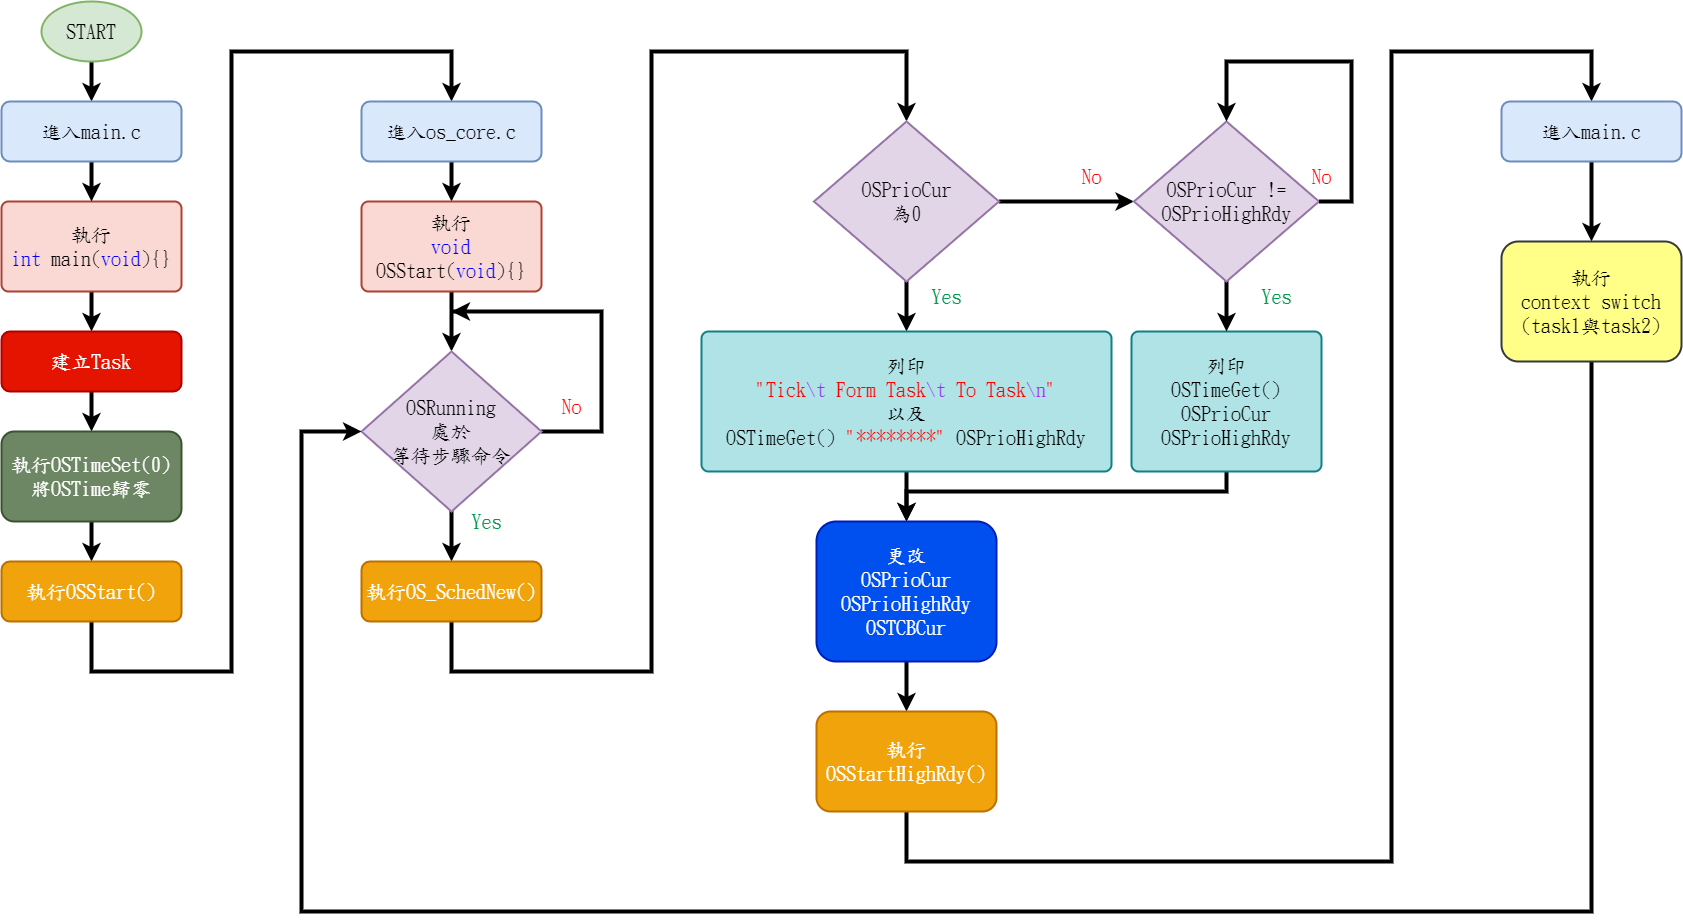 START
進入main.c
執行
int main(void){}
建立Task
執行OSTimeSet(0)
將OSTime歸零
執行OSStart()
進入os_core.c
執行
void
OSStart(void){}
OSRunning
處於
等待步驟命令
No
Yes
執行OS_SchedNew()
OSPrioCur
為0
No
Yes
OSPrioCur !=
OSPrioHighRdy
No
Yes
列印
"Tick\t Form Task\t To Task\n"
以及
OSTimeGet() "********" OSPrioHighRdy
列印
OSTimeGet()
OSPrioCur
OSPrioHighRdy
更改
OSPrioCur
OSPrioHighRdy
OSTCBCur
執行
OSStartHighRdy()
進入main.c
執行
context switch
(task1與task2)